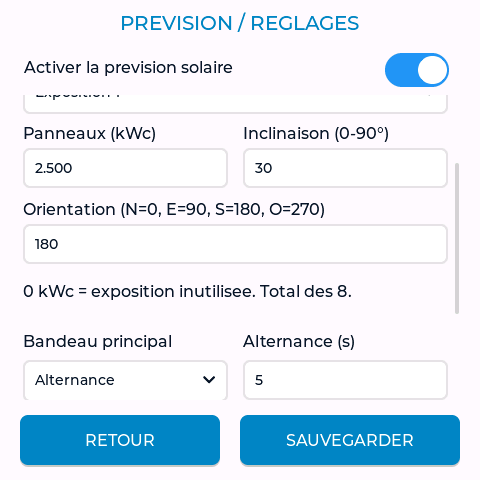 PREVISION / REGLAGES
Activer la prevision solaire
Panneaux (kWc)
Inclinaison (0-90°)
2.500
30
Orientation (N=0, E=90, S=180, O=270)
180
0 kWc = exposition inutilisee. Total des 8.
Bandeau principal
Alternance (s)
Alternance
5
RETOUR
SAUVEGARDER